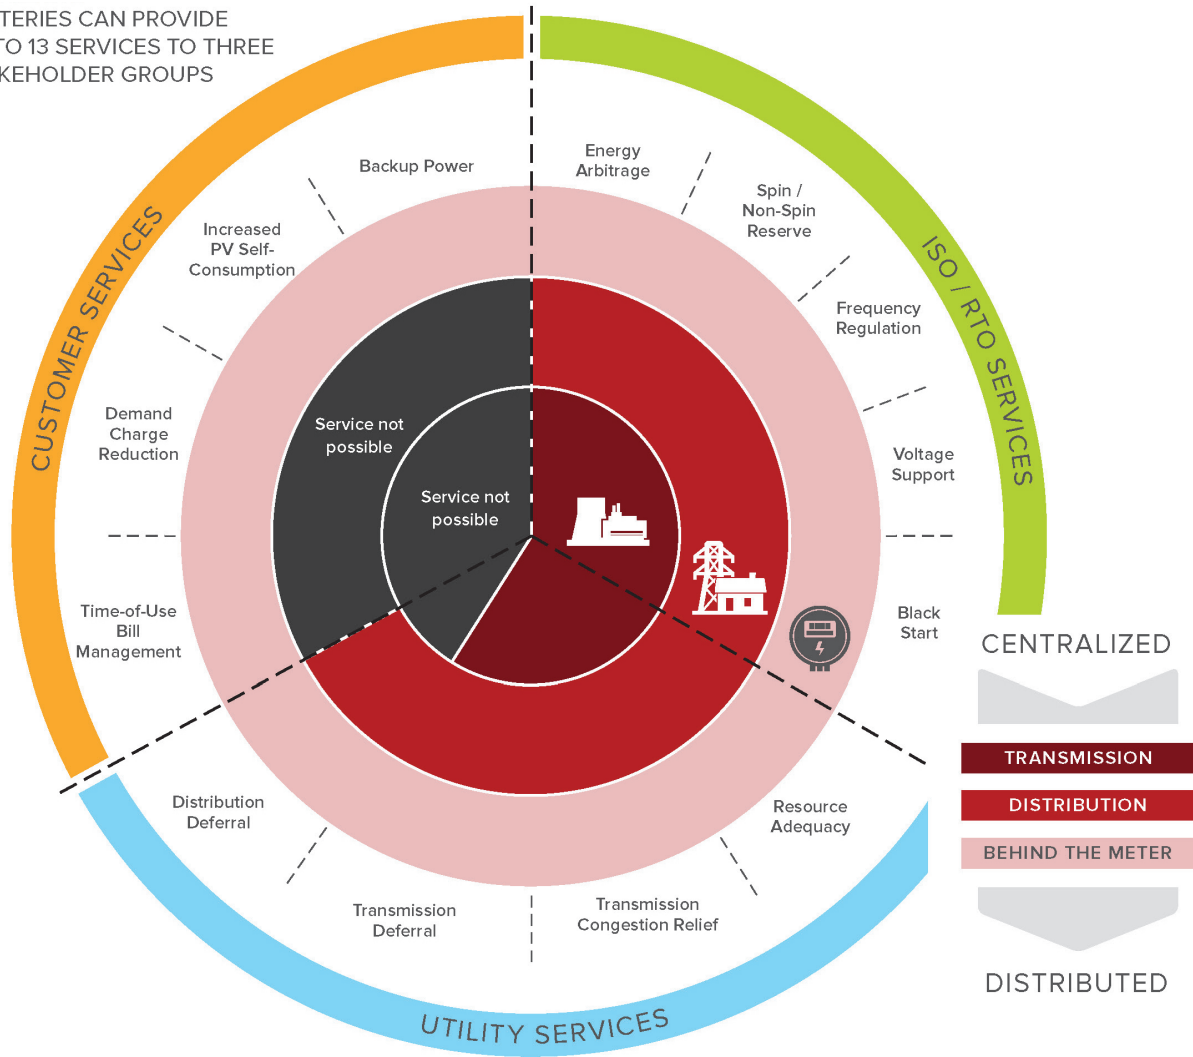 TERIES CAN PROVIDE
TO 13 SERVICES TO THREE
KEHOLDER GROUPS
CUSTOMER SERVICES
Backup Power
Increased
PV Self-
Consumption
Demand
Charge
Reduction
Time-of-Use
Bill
Management
ISO / RTO SERVICES
Energy
Arbitrage
Spin /
Non-Spin
Reserve
Frequency
Regulation
Voltage
Support
Black
Start
Service not
possible
Service not
possible
UTILITY SERVICES
Distribution
Deferral
Transmission
Deferral
Transmission
Congestion Relief
Resource
Adequacy
CENTRALIZED
TRANSMISSION
DISTRIBUTION
BEHIND THE METER
DISTRIBUTED